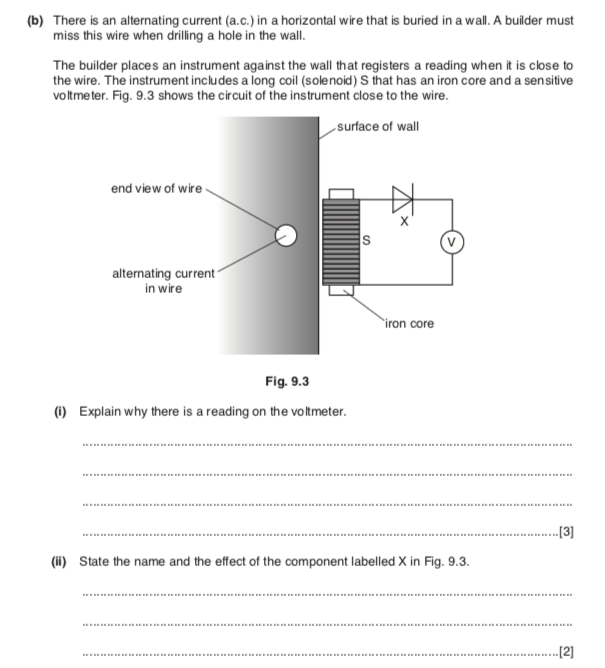 (b) There is an alternating current (a.c.) in a horizontal wire that is buried in a wall. A builder must
miss this wire when drilling a hole in the wall.
The builder places an instrument against the wall that registers a reading when it is close to
the wire. The instrument includes a long coil (solenoid) S that has an iron core and a sensitive
voltmeter. Fig. 9.3 shows the circuit of the instrument close to the wire.
surface of wall
end view of wire
X
S
V
alternating current
in wire
iron core
Fig. 9.3
(i) Explain why there is a reading on the voltmeter.
[3]
(ii) State the name and the effect of the component labelled X in Fig. 9.3.
[2]